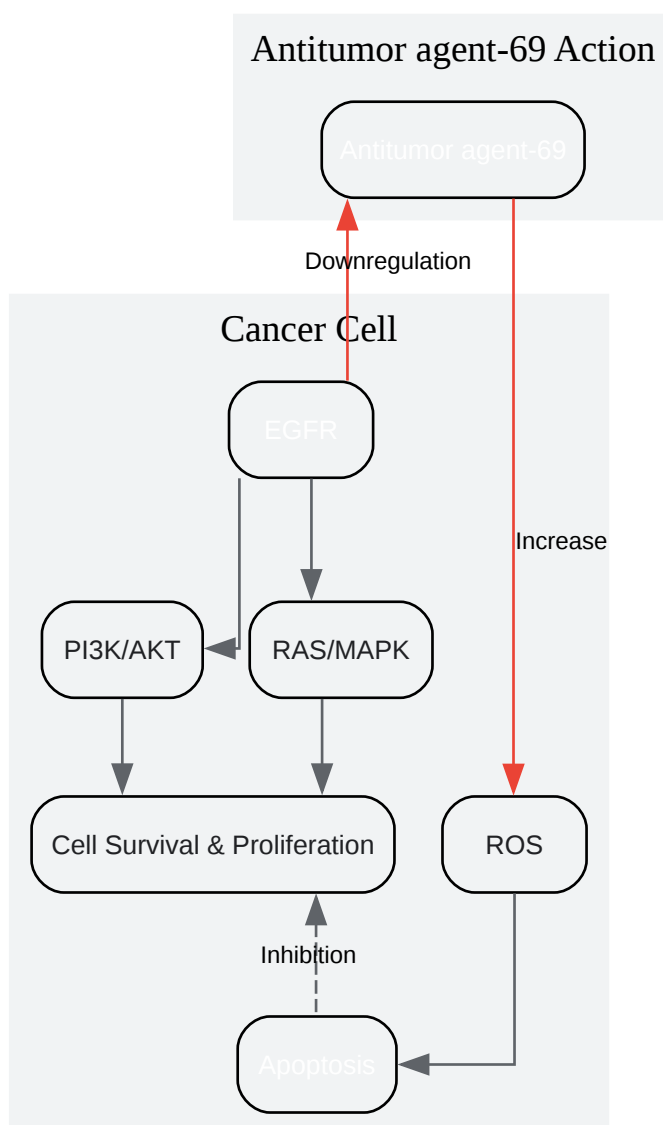 Antitumor agent-69 Action
Antitumor agent-69
Downregulation
Cancer Cell
EGFR
Increase
PI3K/AKT
RAS/MAPK
Cell Survival & Proliferation
ROS
Inhibition
Apoptosis